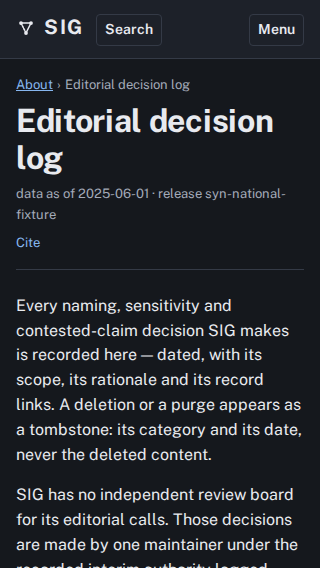 SIG
Search
Menu
About › Editorial decision log
Editorial decision
log
data as of 2025-06-01 · release syn-national-
fixture
Cite
Every naming, sensitivity and
contested-claim decision SIG makes
is recorded here — dated, with its
scope, its rationale and its record
links. A deletion or a purge appears as
a tombstone: its category and its date,
never the deleted content.
SIG has no independent review board
for its editorial calls. Those decisions
are made by one maintainer under the
recorded interim authority logged